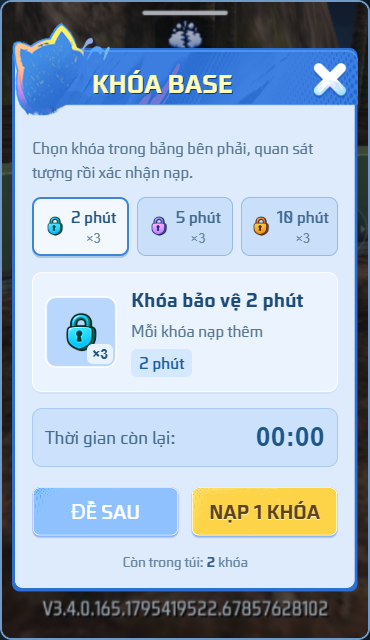 KHÓA BASE
Chọn khóa trong bảng bên phải, quan sát
tượng rồi xác nhận nạp.
2 phút
×3
5 phút
×3
10 phút
×3
Khóa bảo vệ 2 phút
Mỗi khóa nạp thêm
×3
2 phút
Thời gian còn lại:
00:00
ĐỂ SAU
NẠP 1 KHÓA
Còn trong túi: 2 khóa
V3.4.0.165.1795419522.67857628102